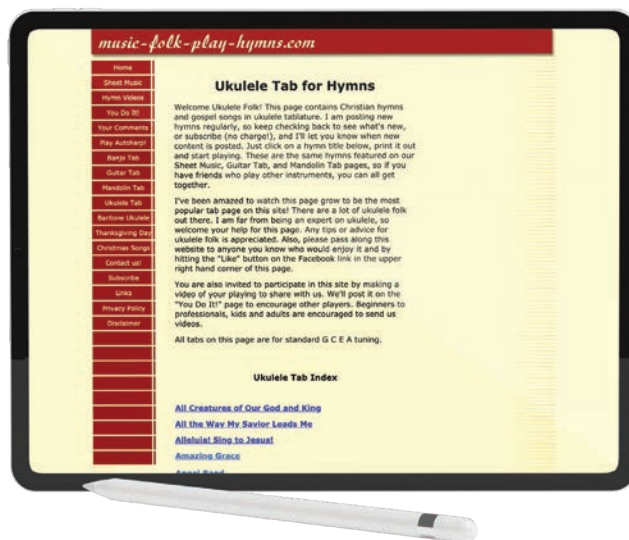 music-folk-play-hymns.com
Home
Sheet Music
Hymn Videos
You Do It!
Your Comments
Play Autoharp!
Banjo Tab
Guitar Tab
Mandolin Tab
Ukulele Tab
Baritone Ukulele
Thanksgiving Day
Christmas Songs
Contact us!
Subscribe
Links
Privacy Policy
Disclaimer
Ukulele Tab for Hymns
Welcome Ukulele Folk! This page contains Christian hymns
and gospel songs in ukulele tablature. I am posting new
hymns regularly, so keep checking back to see what's new,
or subscribe (no charge!), and I'll let you know when new
content is posted. Just click on a hymn title below, print it out
and start playing. These are the same hymns featured on our
Sheet Music, Guitar Tab, and Mandolin Tab pages, so if you
have friends who play other instruments, you can all get
together.
I've been amazed to watch this page grow to be the most
popular tab page on this site! There are a lot of ukulele folk
out there. I am far from being an expert on ukulele, so
welcome your help for this page. Any tips or advice for
ukulele folk is appreciated. Also, please pass along this
website to anyone you know who would enjoy it and by
hitting the "Like" button on the Facebook link in the upper
right hand corner of this page.
You are also invited to participate in this site by making a
video of your playing to share with us. We'll post it on the
"You Do It!" page to encourage other players. Beginners to
professionals, kids and adults are encouraged to send us
videos.
All tabs on this page are for standard G C E A tuning.
Ukulele Tab Index
All Creatures of Our God and King
All the Way My Savior Leads Me
Alleluia! Sing to Jesus!
Amazing Grace